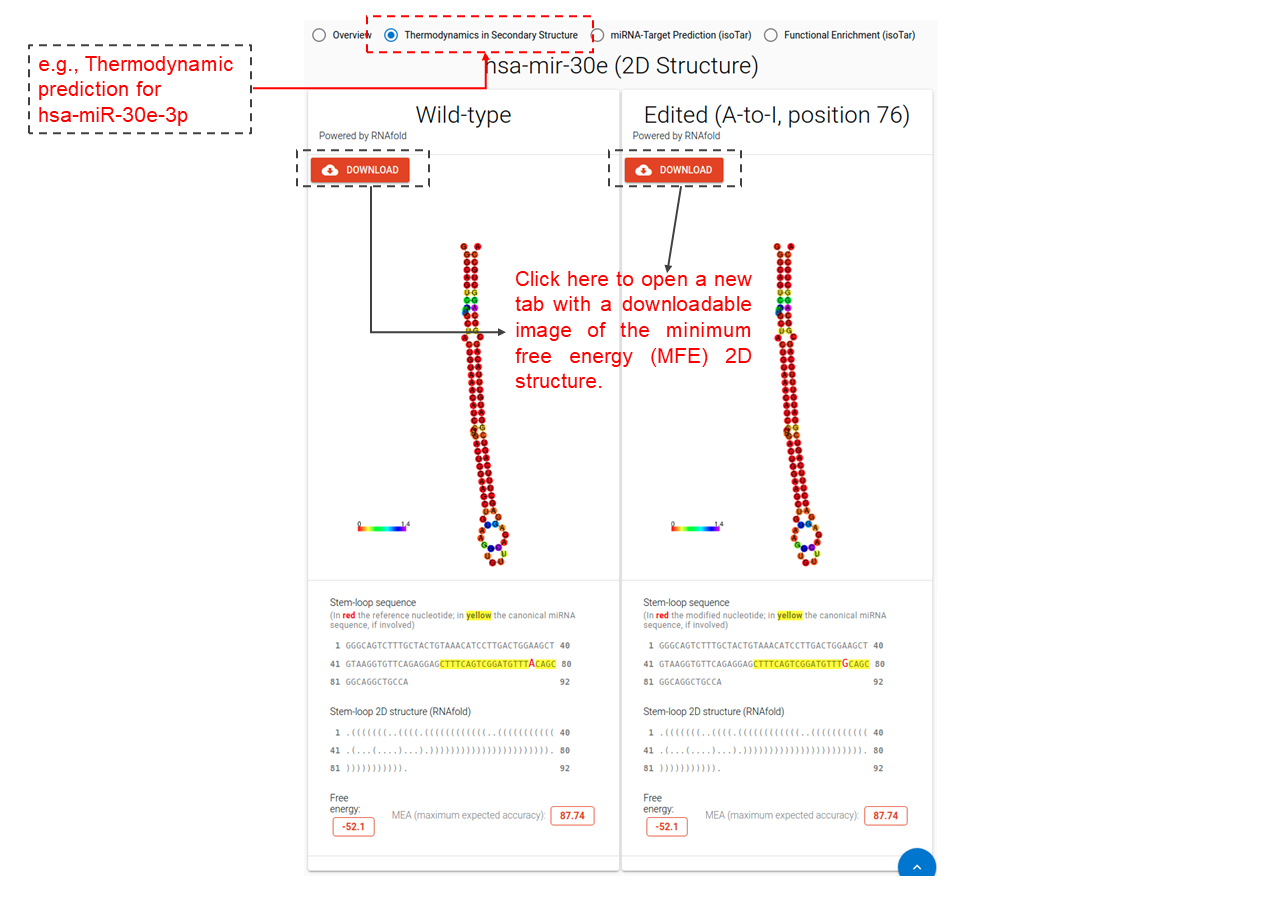 Overview
Thermodynamics in Secondary Structure
miRNA-Target Prediction (isoTar)
Functional Enrichment (isoTar)
e.g., Thermodynamic
prediction for
hsa-miR-30e-3p
hsa-mir-30e (2D Structure)
Wild-type
Powered by RNAfold
DOWNLOAD
Edited (A-to-I, position 76)
Powered by RNAfold
DOWNLOAD
Click here to open a new
tab with a downloadable
image of the minimum
free energy (MFE) 2D
structure.
0 1.4
0 1.4
Stem-loop sequence
(In red the reference nucleotide; in yellow the canonical miRNA
sequence, if involved)
1 GGGCAGTCTTTGCTACTGTAAACATCCTTGACTGGAAGCT 40
41 GTAAGGTGTTCAGAGGAGCTTTCAGTCGGATGTTTACAGC 80
81 GGCAGGCTGCCA 92
Stem-loop 2D structure (RNAfold)
1 .(((((((..((((.((((((((((((..((((((((((( 40
41 .(...(....)...).))))))))))))))))))))))). 80
81 ))))))))))). 92
Free
energy:
-52.1
MEA (maximum expected accuracy): 87.74
Stem-loop sequence
(In red the modified nucleotide; in yellow the canonical miRNA
sequence, if involved)
1 GGGCAGTCTTTGCTACTGTAAACATCCTTGACTGGAAGCT 40
41 GTAAGGTGTTCAGAGGAGCTTTCAGTCGGATGTTTGCAGC 80
81 GGCAGGCTGCCA 92
Stem-loop 2D structure (RNAfold)
1 .(((((((..((((.((((((((((((..((((((((((( 40
41 .(...(....)...).))))))))))))))))))))))). 80
81 ))))))))))). 92
Free
energy:
-52.1
MEA (maximum expected accuracy): 87.74